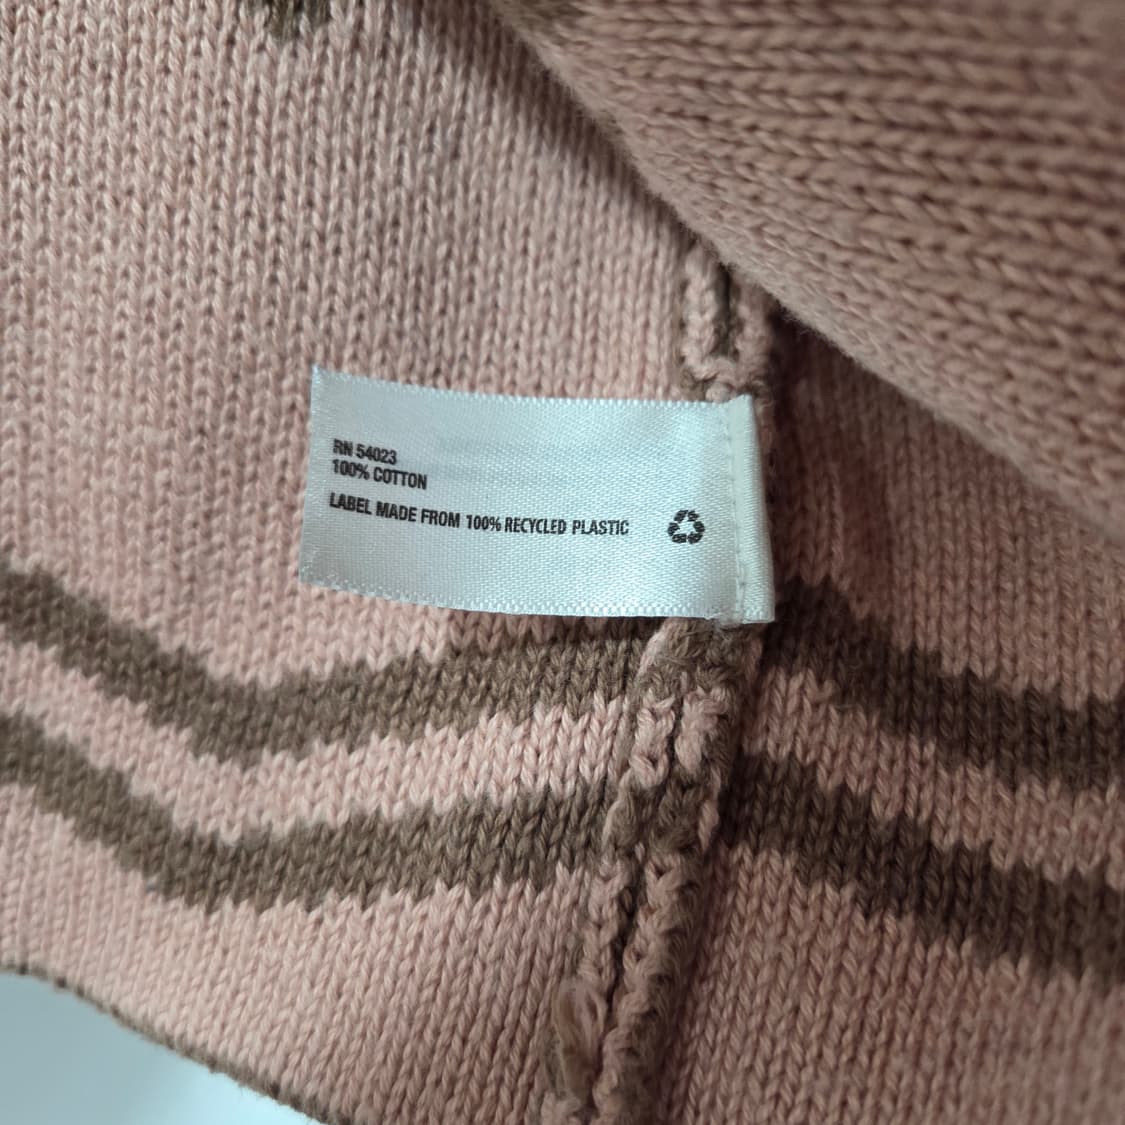 RN 54023
100% COTTON
LABEL MADE FROM 100% RECYCLED PLASTIC